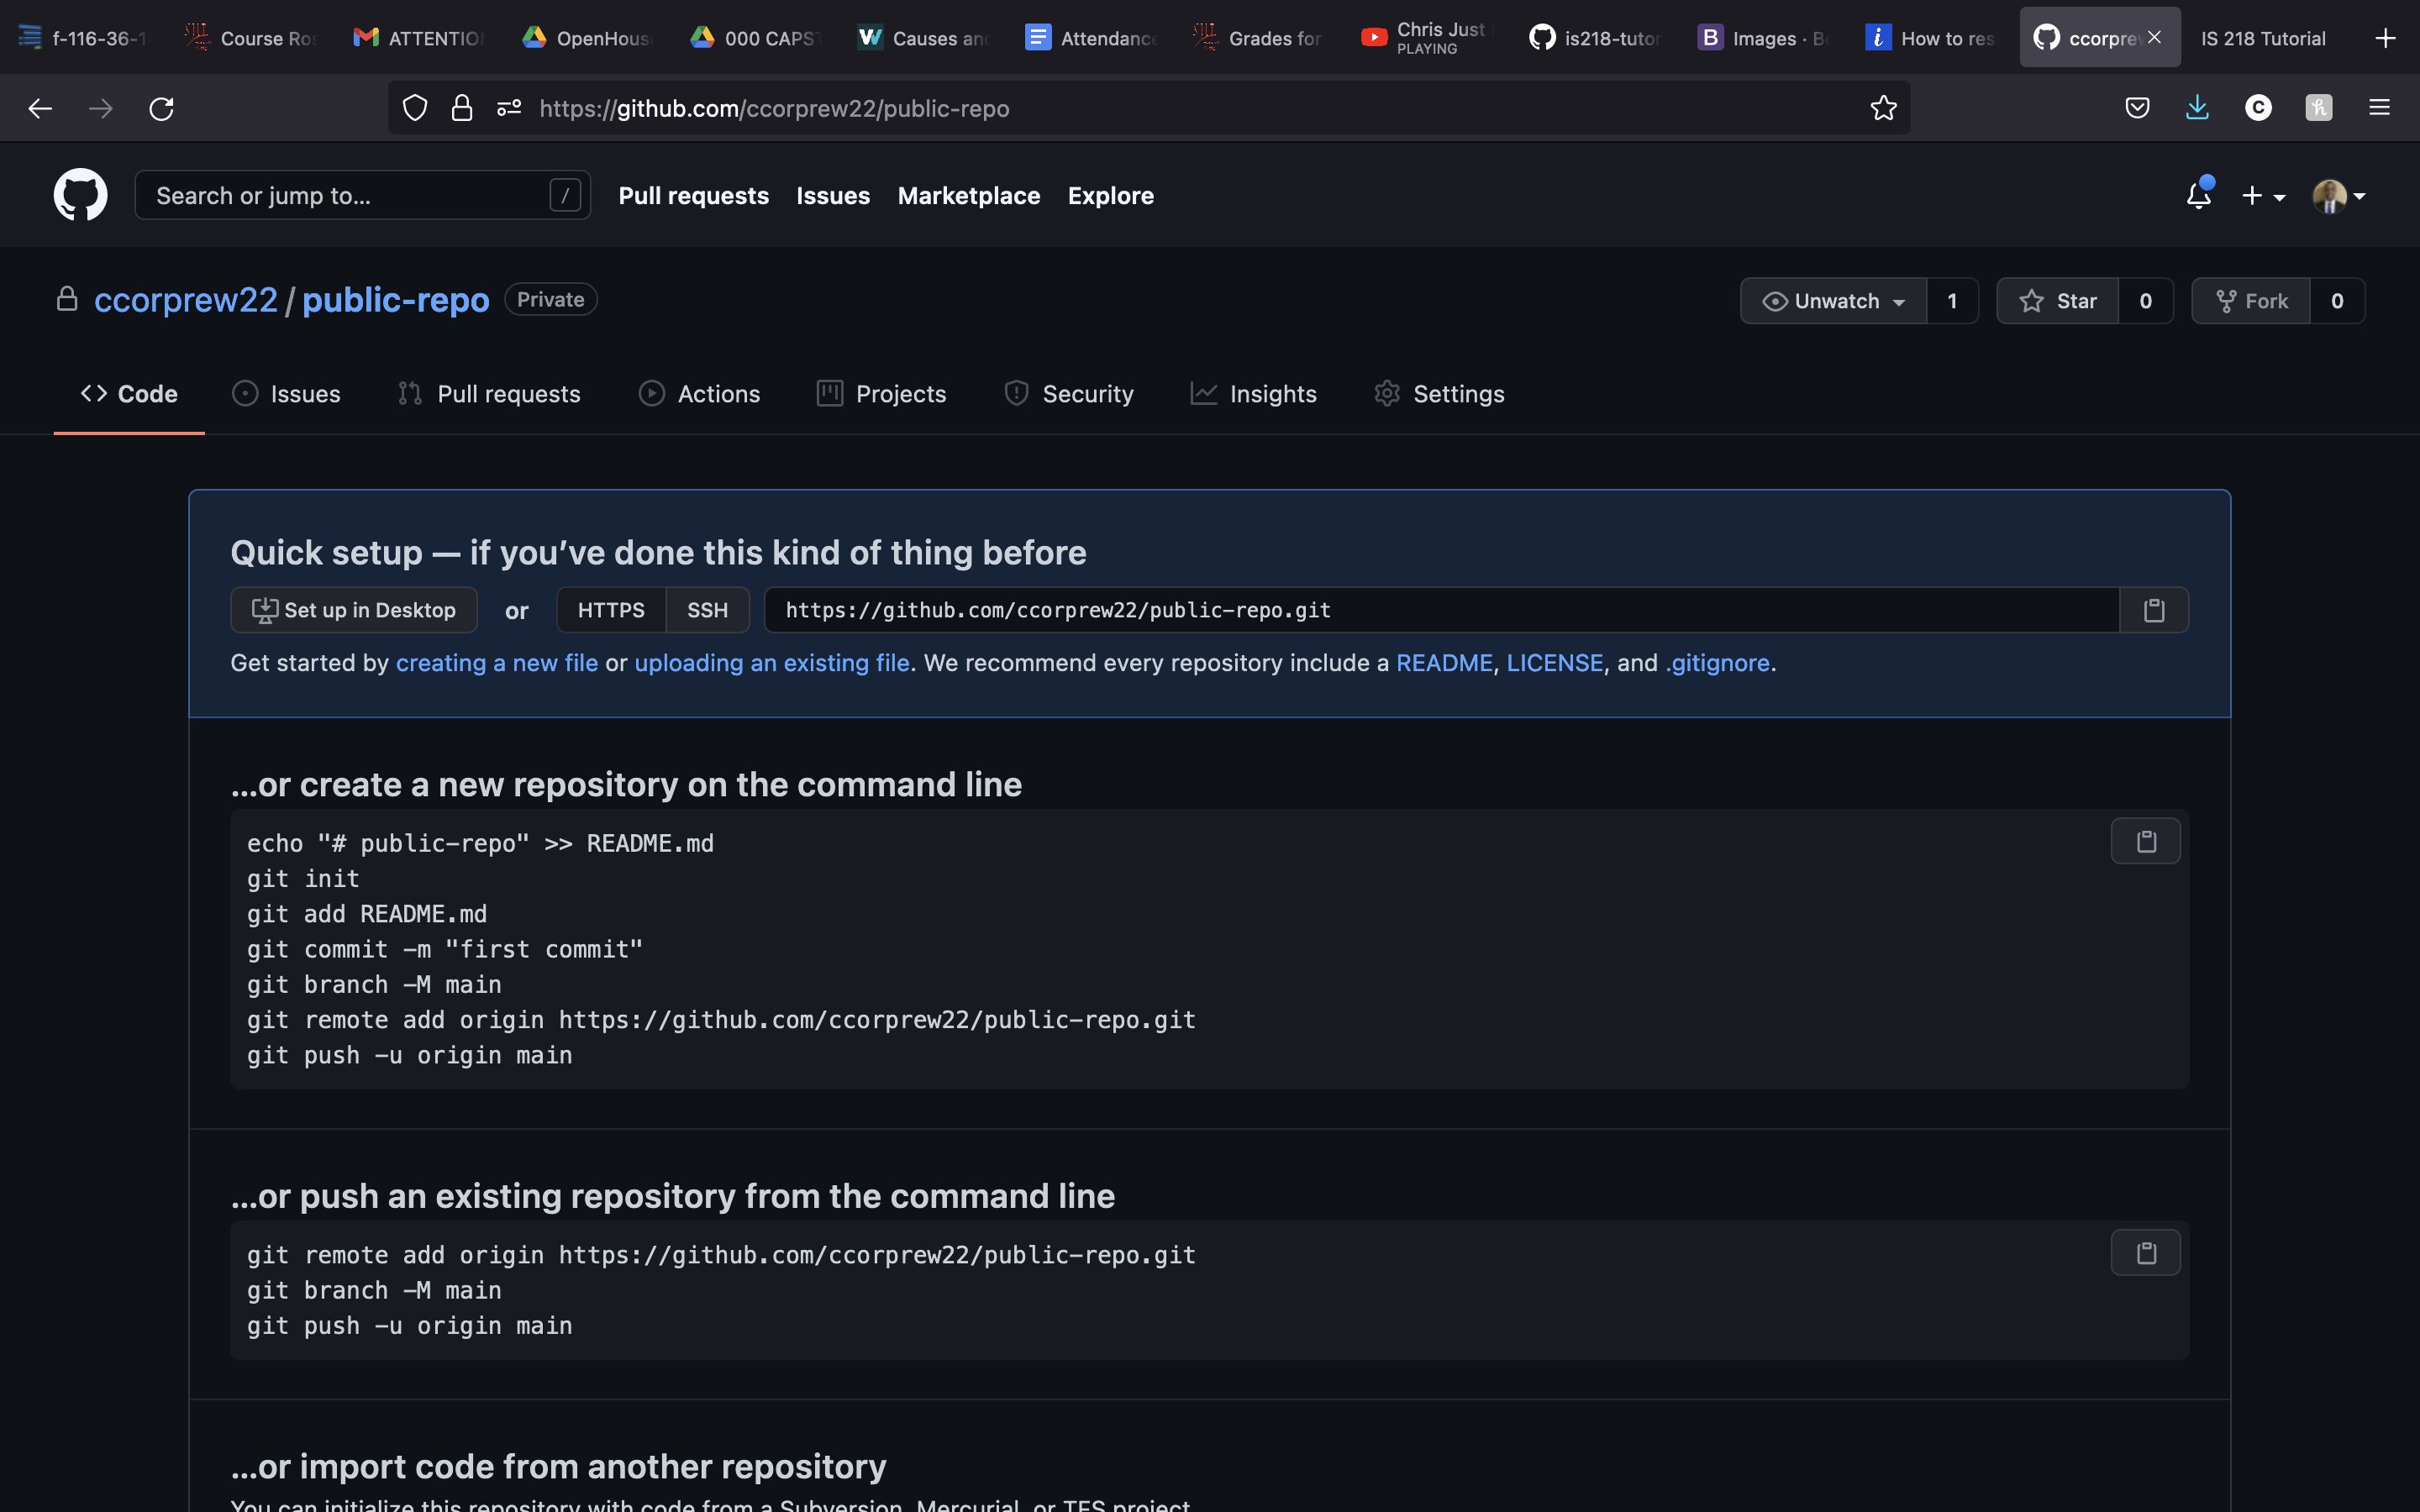 f-116-36-1
Course Ros
ATTENTION
OpenHouse
000 CAPST
Causes and
Attendance
Grades for
Chris Just
PLAYING
is218-tutor
Images · Bo
How to res
ccorprew
IS 218 Tutorial
https://github.com/ccorprew22/public-repo
Search or jump to...
/
Pull requests
Issues
Marketplace
Explore
ccorprew22/public-repo
Private
Unwatch
1
Star
0
Fork
0
Code
Issues
Pull requests
Actions
Projects
Security
Insights
Settings
Quick setup — if you’ve done this kind of thing before
Set up in Desktop
or
HTTPS
SSH
https://github.com/ccorprew22/public-repo.git
Get started by creating a new file or uploading an existing file. We recommend every repository include a README, LICENSE, and .gitignore.
…or create a new repository on the command line
echo "# public-repo" >> README.md
git init
git add README.md
git commit -m "first commit"
git branch -M main
git remote add origin https://github.com/ccorprew22/public-repo.git
git push -u origin main
…or push an existing repository from the command line
git remote add origin https://github.com/ccorprew22/public-repo.git
git branch -M main
git push -u origin main
…or import code from another repository
You can initialize this repository with code from a Subversion, Mercurial, or TFS project.